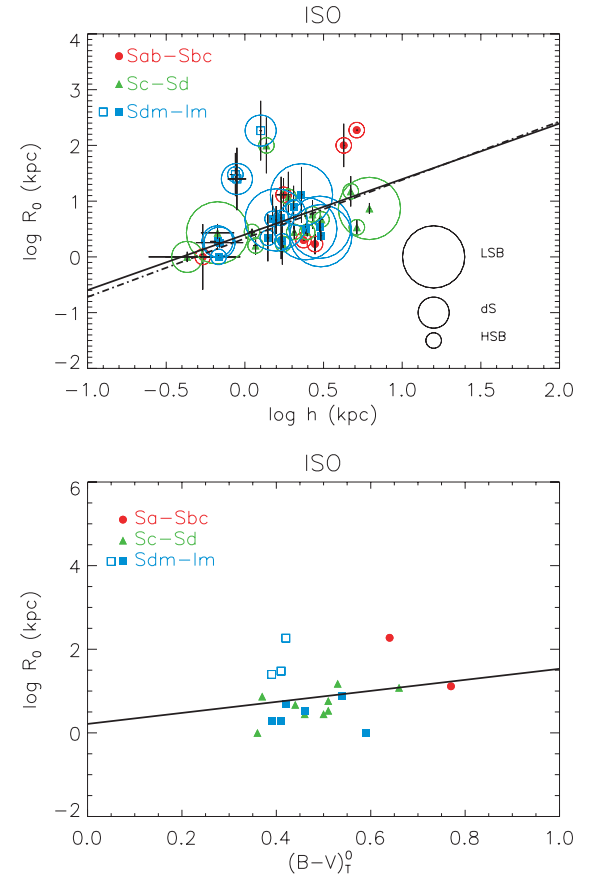 ISO
Sab-Sbc
Sc-Sd
Sdm-Im
4
3
2
1
0
-1
-2
log R₀ (kpc)
LSB
dS
HSB
-1.0 -0.5 0.0 0.5 1.0 1.5 2.0
log h (kpc)
ISO
Sa-Sbc
Sc-Sd
Sdm-Im
6
4
2
0
-2
log R₀ (kpc)
0.0 0.2 0.4 0.6 0.8 1.0
(B-V)⁰T